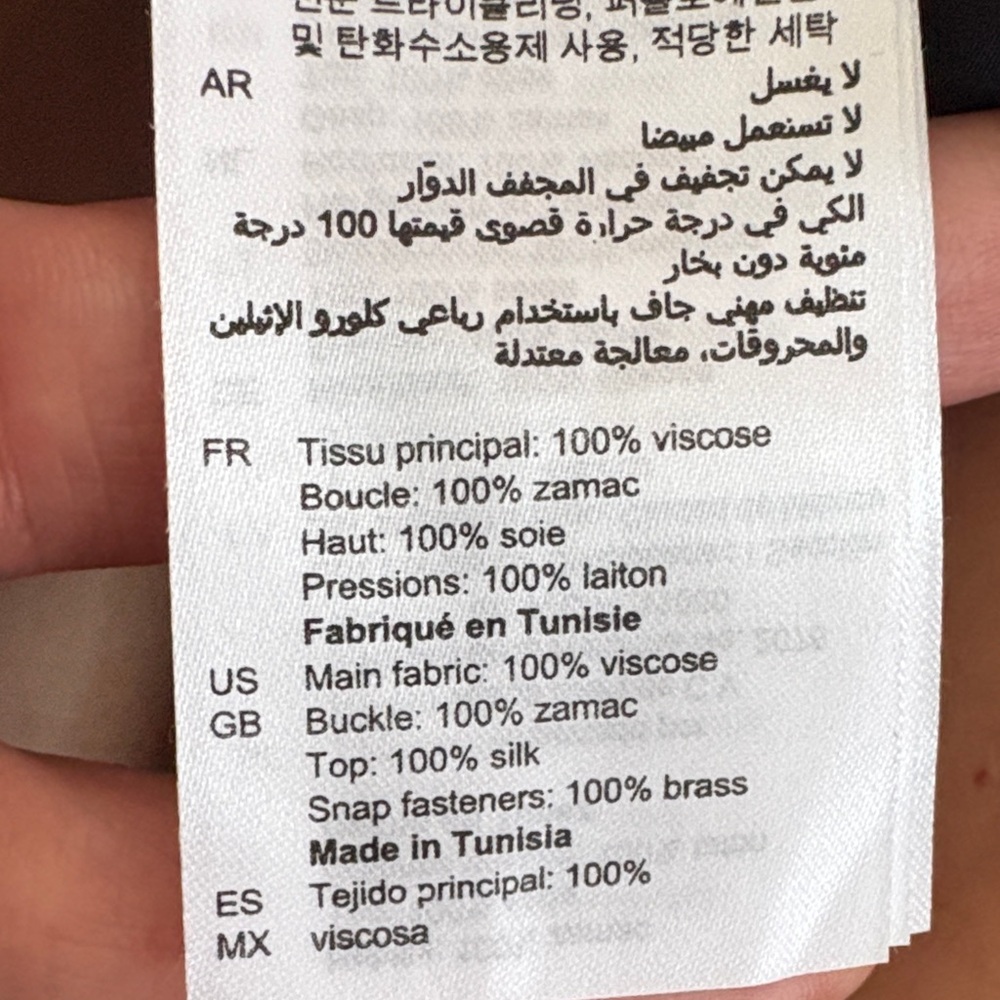 및 탄화수소용제 사용, 적당한 세탁
AR
لا يغسل
لا تستعمل مبيضا
لا يمكن تجفيف في المجفف الدوّار
الكي في درجة حرارة قصوى قيمتها 100 درجة
مئوية دون بخار
تنظيف مهني جاف باستخدام رباعي كلورو الإثيلين
والمحروقات، معالجة معتدلة
FR Tissu principal: 100% viscose
Boucle: 100% zamac
Haut: 100% soie
Pressions: 100% laiton
Fabriqué en Tunisie
US Main fabric: 100% viscose
GB Buckle: 100% zamac
Top: 100% silk
Snap fasteners: 100% brass
Made in Tunisia
ES Tejido principal: 100%
MX viscosa